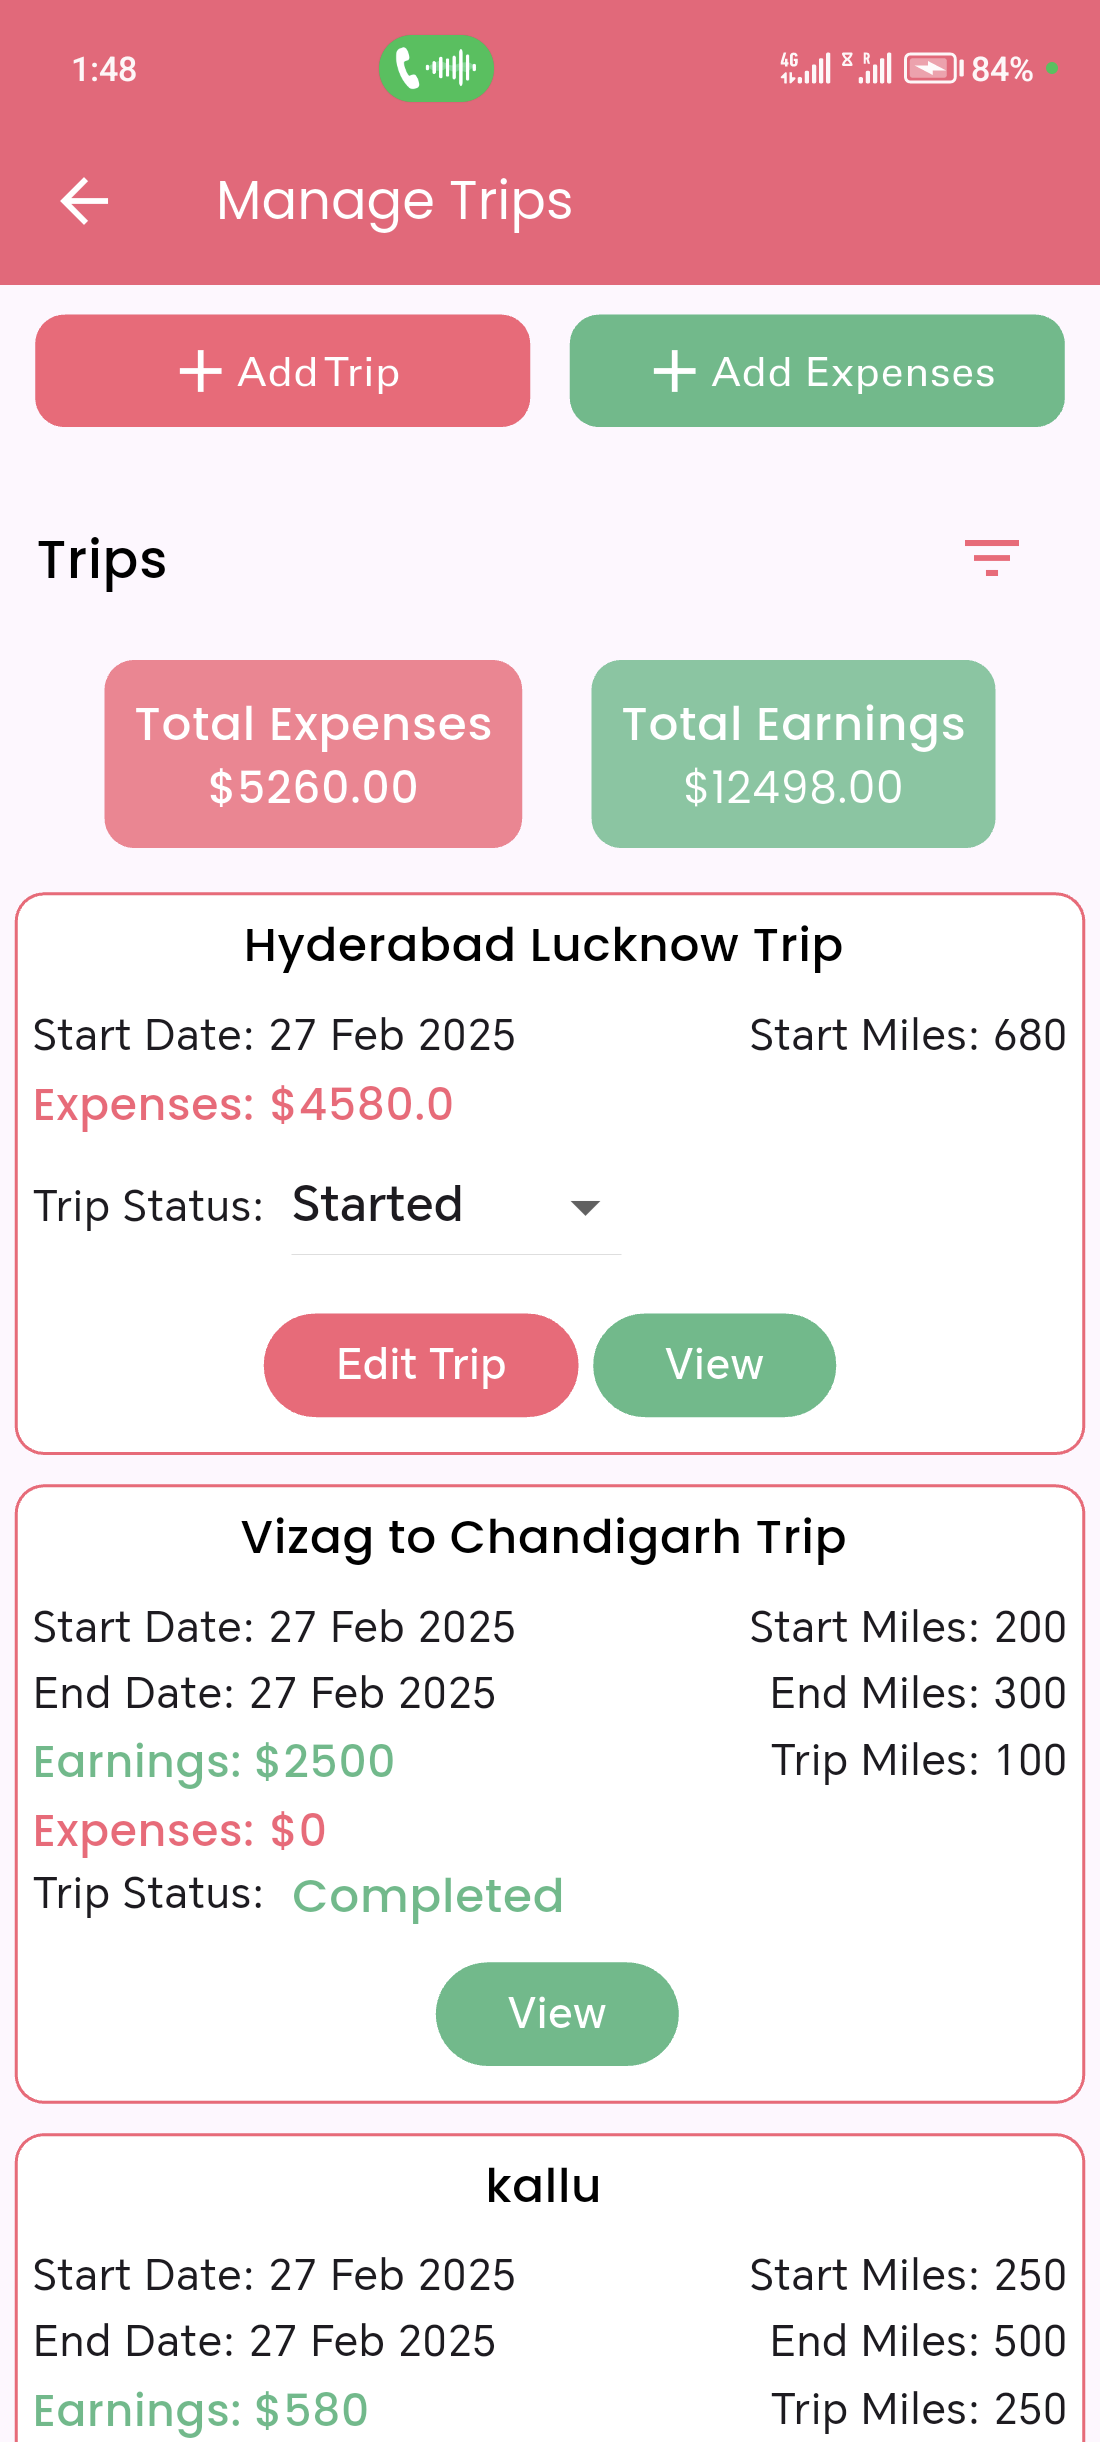 1:48
4G R 84%
Manage Trips
+ Add Trip + Add Expenses
Trips
Total Expenses Total Earnings
$5260.00 $12498.00
Hyderabad Lucknow Trip
Start Date: 27 Feb 2025 Start Miles: 680
Expenses: $4580.0
Trip Status: Started
Edit Trip View
Vizag to Chandigarh Trip
Start Date: 27 Feb 2025 Start Miles: 200
End Date: 27 Feb 2025 End Miles: 300
Earnings: $2500 Trip Miles: 100
Expenses: $0
Trip Status: Completed
View
kallu
Start Date: 27 Feb 2025 Start Miles: 250
End Date: 27 Feb 2025 End Miles: 500
Earnings: $580 Trip Miles: 250